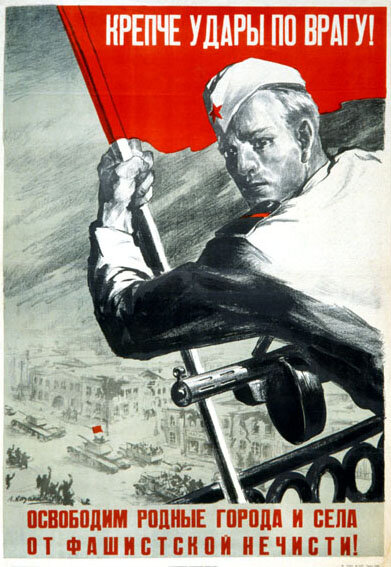 КРЕПЧЕ УДАРЫ ПО ВРАГУ!
ОСВОБОДИМ РОДНЫЕ ГОРОДА И СЕЛА
ОТ ФАШИСТСКОЙ НЕЧИСТИ!